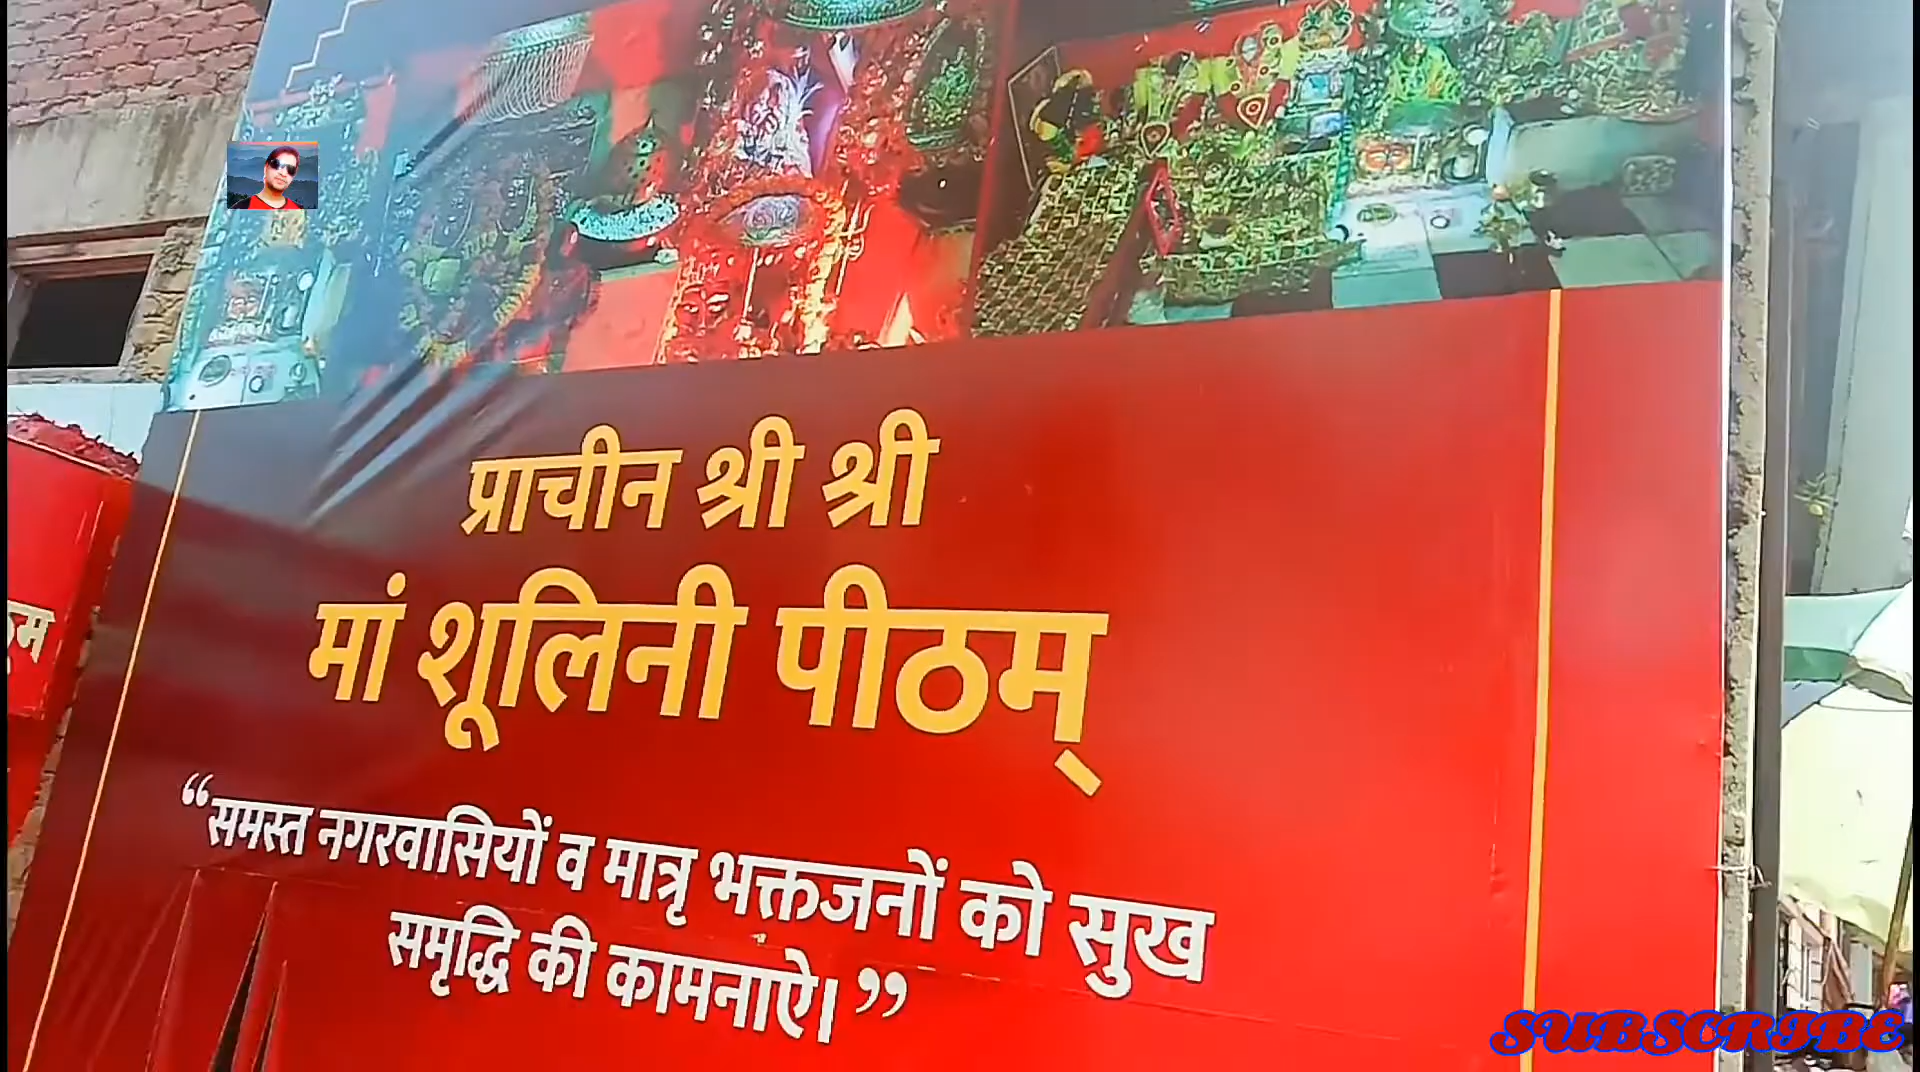 प्राचीन श्री श्री
मां शूलिनी पीठम्
“समस्त नगरवासियों व मातृ भक्तजनों को सुख
समृद्धि की कामनाऐ।”
SUBSCRIBE